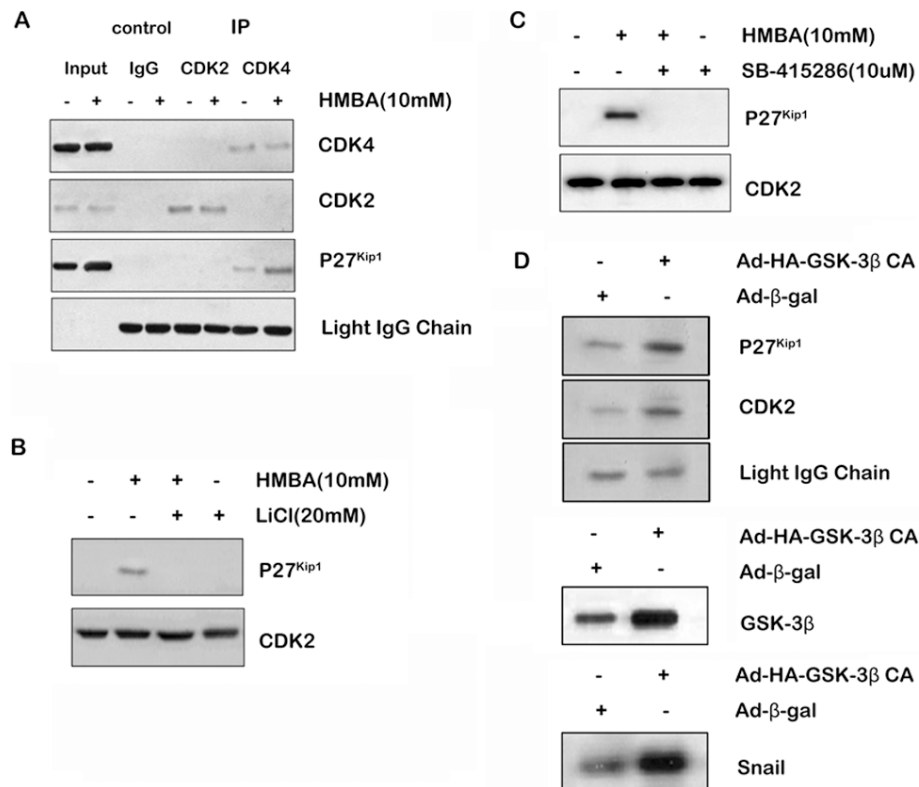 A
control IP
Input IgG CDK2 CDK4
- + - + - + - + HMBA(10mM)
CDK4
CDK2
P27Kip1
Light IgG Chain
B
- + + - HMBA(10mM)
- - + + LiCl(20mM)
P27Kip1
CDK2
C
- + + - HMBA(10mM)
- - + + SB-415286(10uM)
P27Kip1
CDK2
D
- + Ad-HA-GSK-3β CA
+ - Ad-β-gal
P27Kip1
CDK2
Light IgG Chain
- + Ad-HA-GSK-3β CA
+ - Ad-β-gal
GSK-3β
- + Ad-HA-GSK-3β CA
+ - Ad-β-gal
Snail